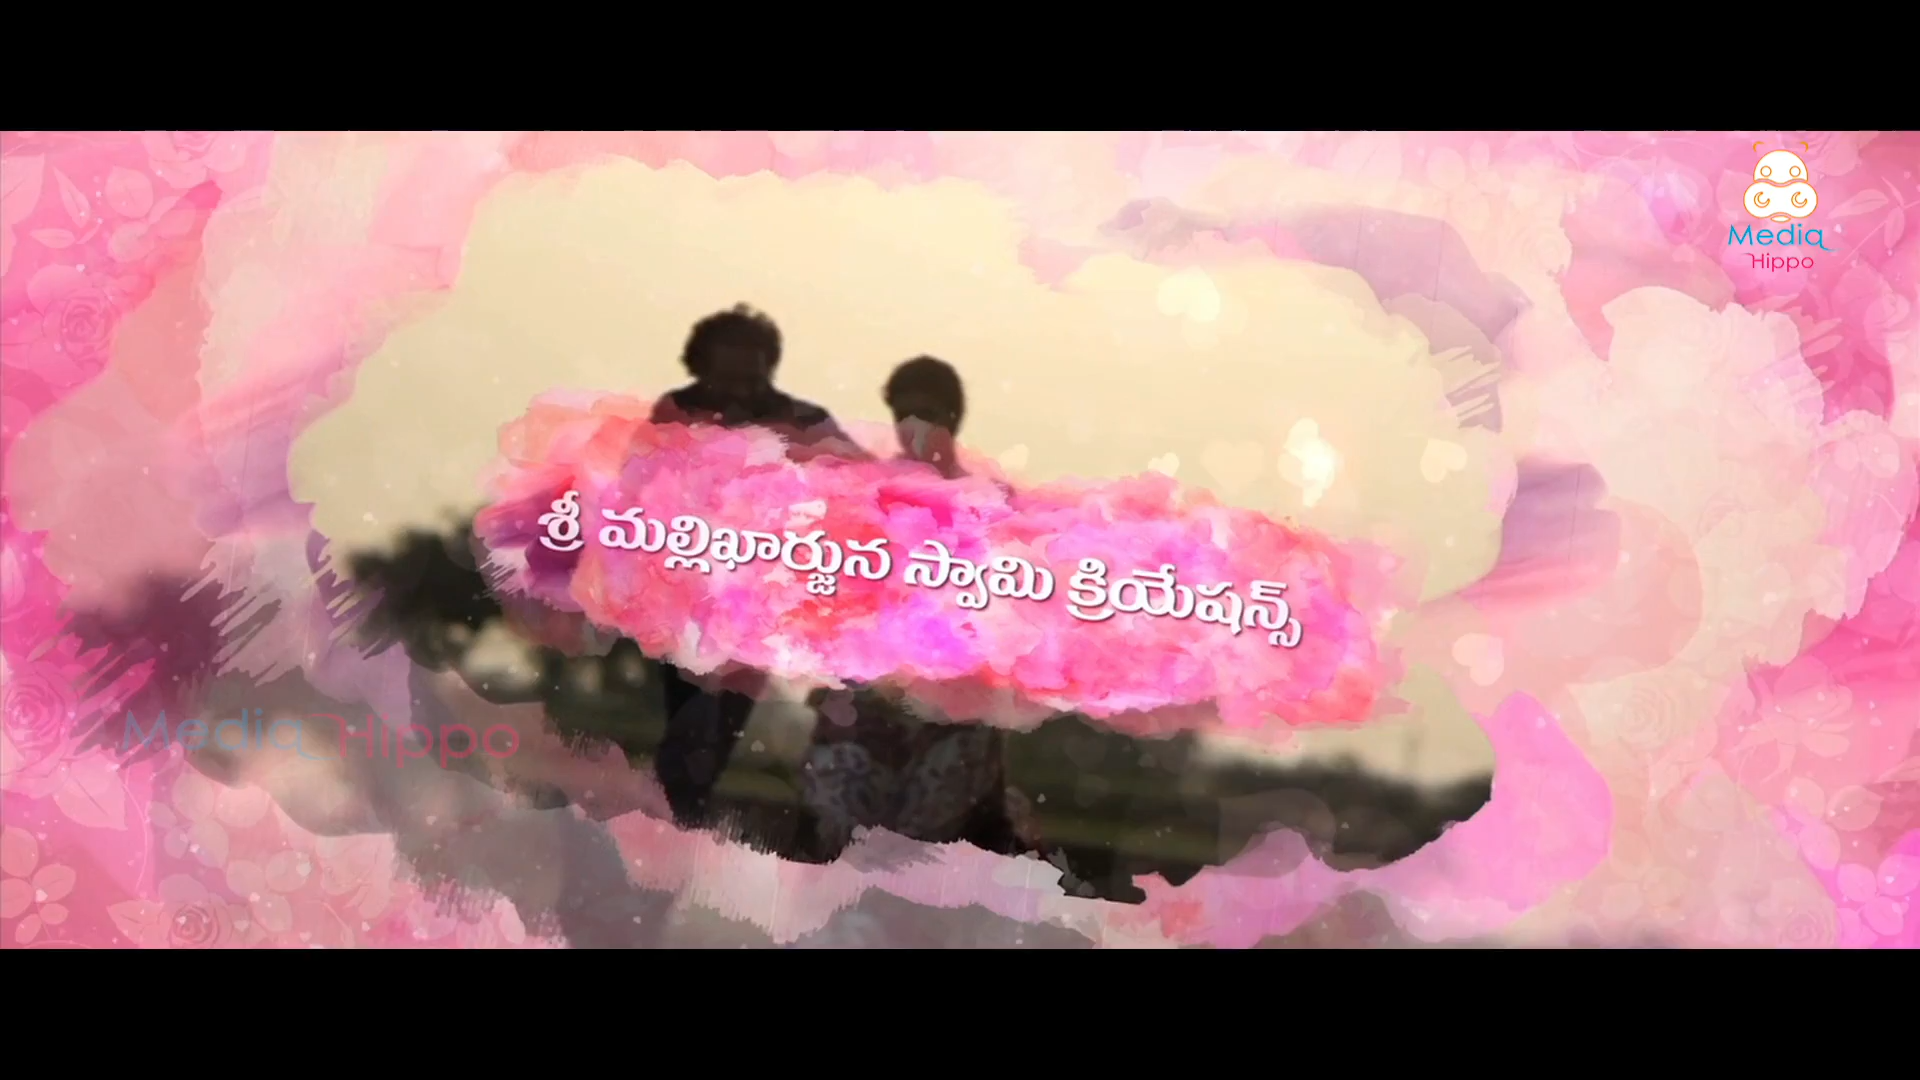 Media
Hippo
శ్రీ మల్లిఖార్జున స్వామి క్రియేషన్స్
Media Hippo